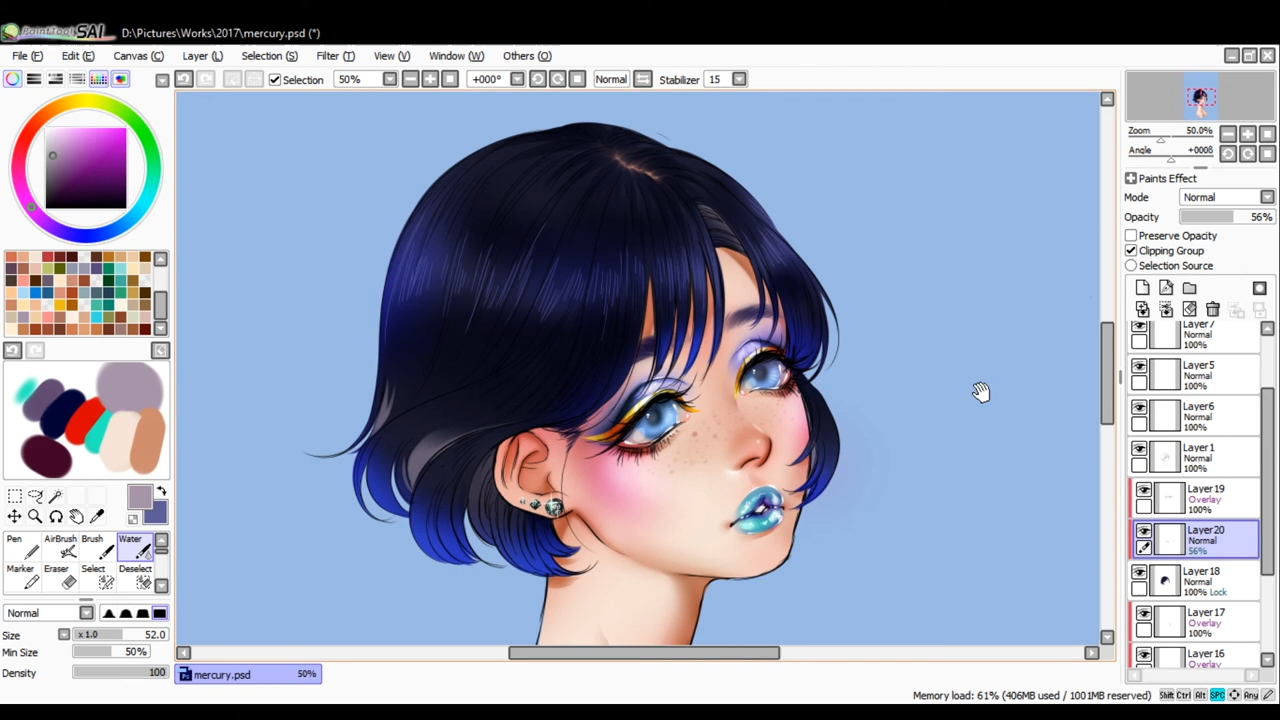 PaintTool SAI D:\Pictures\Works\2017\mercury.psd (*)
File (F) Edit (E) Canvas (C) Layer (L) Selection (S) Filter (T) View (V) Window (W) Others (O)
Selection 50% +000° Normal Stabilizer 15
Zoom 50.0%
Angle +000ß
Paints Effect
Mode Normal
Opacity 56%
Preserve Opacity
Clipping Group
Selection Source
Layer7
Normal
100%
Layer5
Normal
100%
Layer6
Normal
100%
Layer1
Normal
100%
Layer19
Overlay
100%
Layer20
Normal
56%
Layer18
Normal
100% Lock
Layer17
Overlay
100%
Layer16
Overlay
Pen AirBrush Brush Water
Marker Eraser Select Deselect
Normal
Size x 1.0 52.0
Min Size 50%
Density 100
mercury.psd 50%
Memory load: 61% (406MB used / 1001MB reserved) Shift Ctrl Alt SPC Any